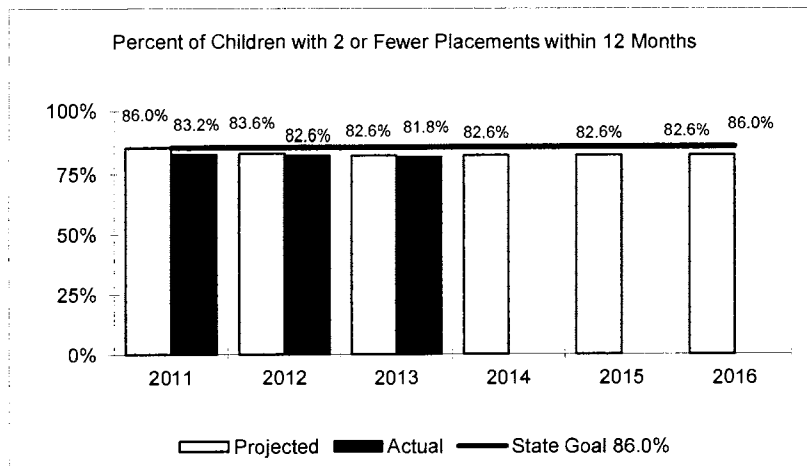 Percent of Children with 2 or Fewer Placements within 12 Months
100%
86.0% 83.2% 83.6% 82.6% 82.6% 81.8% 82.6% 82.6% 82.6% 86.0%
75%
50%
25%
0%
2011 2012 2013 2014 2015 2016
Projected Actual State Goal 86.0%